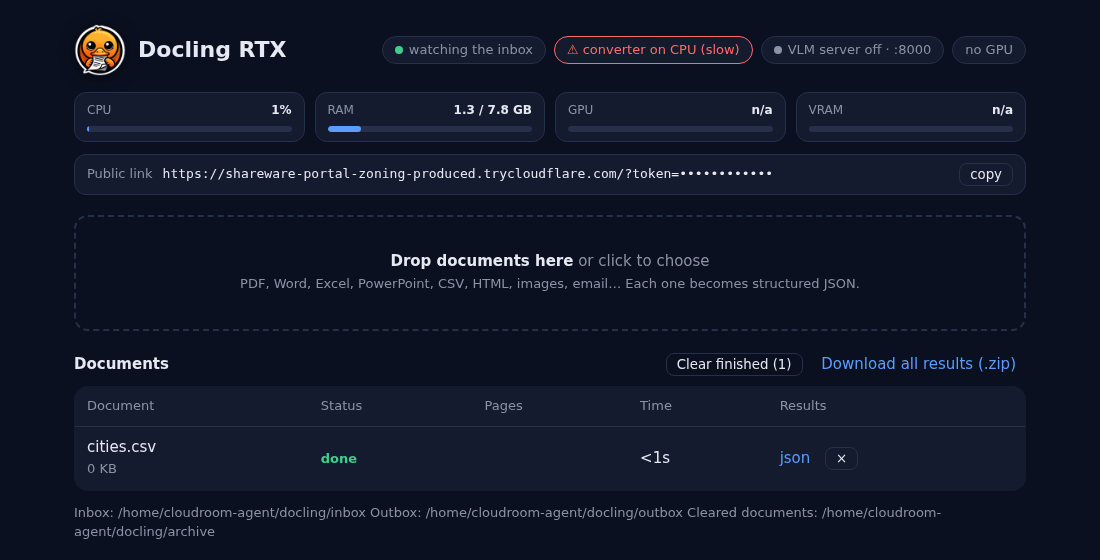 Docling RTX
watching the inbox
⚠ converter on CPU (slow)
VLM server off · :8000
no GPU
CPU 1%
RAM 1.3 / 7.8 GB
GPU n/a
VRAM n/a
Public link https://shareware-portal-zoning-produced.trycloudflare.com/?token=•••••••••••• copy
Drop documents here or click to choose
PDF, Word, Excel, PowerPoint, CSV, HTML, images, email… Each one becomes structured JSON.
Documents
Clear finished (1)
Download all results (.zip)
Document Status Pages Time Results
cities.csv
0 KB
done
<1s
json ×
Inbox: /home/cloudroom-agent/docling/inbox Outbox: /home/cloudroom-agent/docling/outbox Cleared documents: /home/cloudroom-
agent/docling/archive